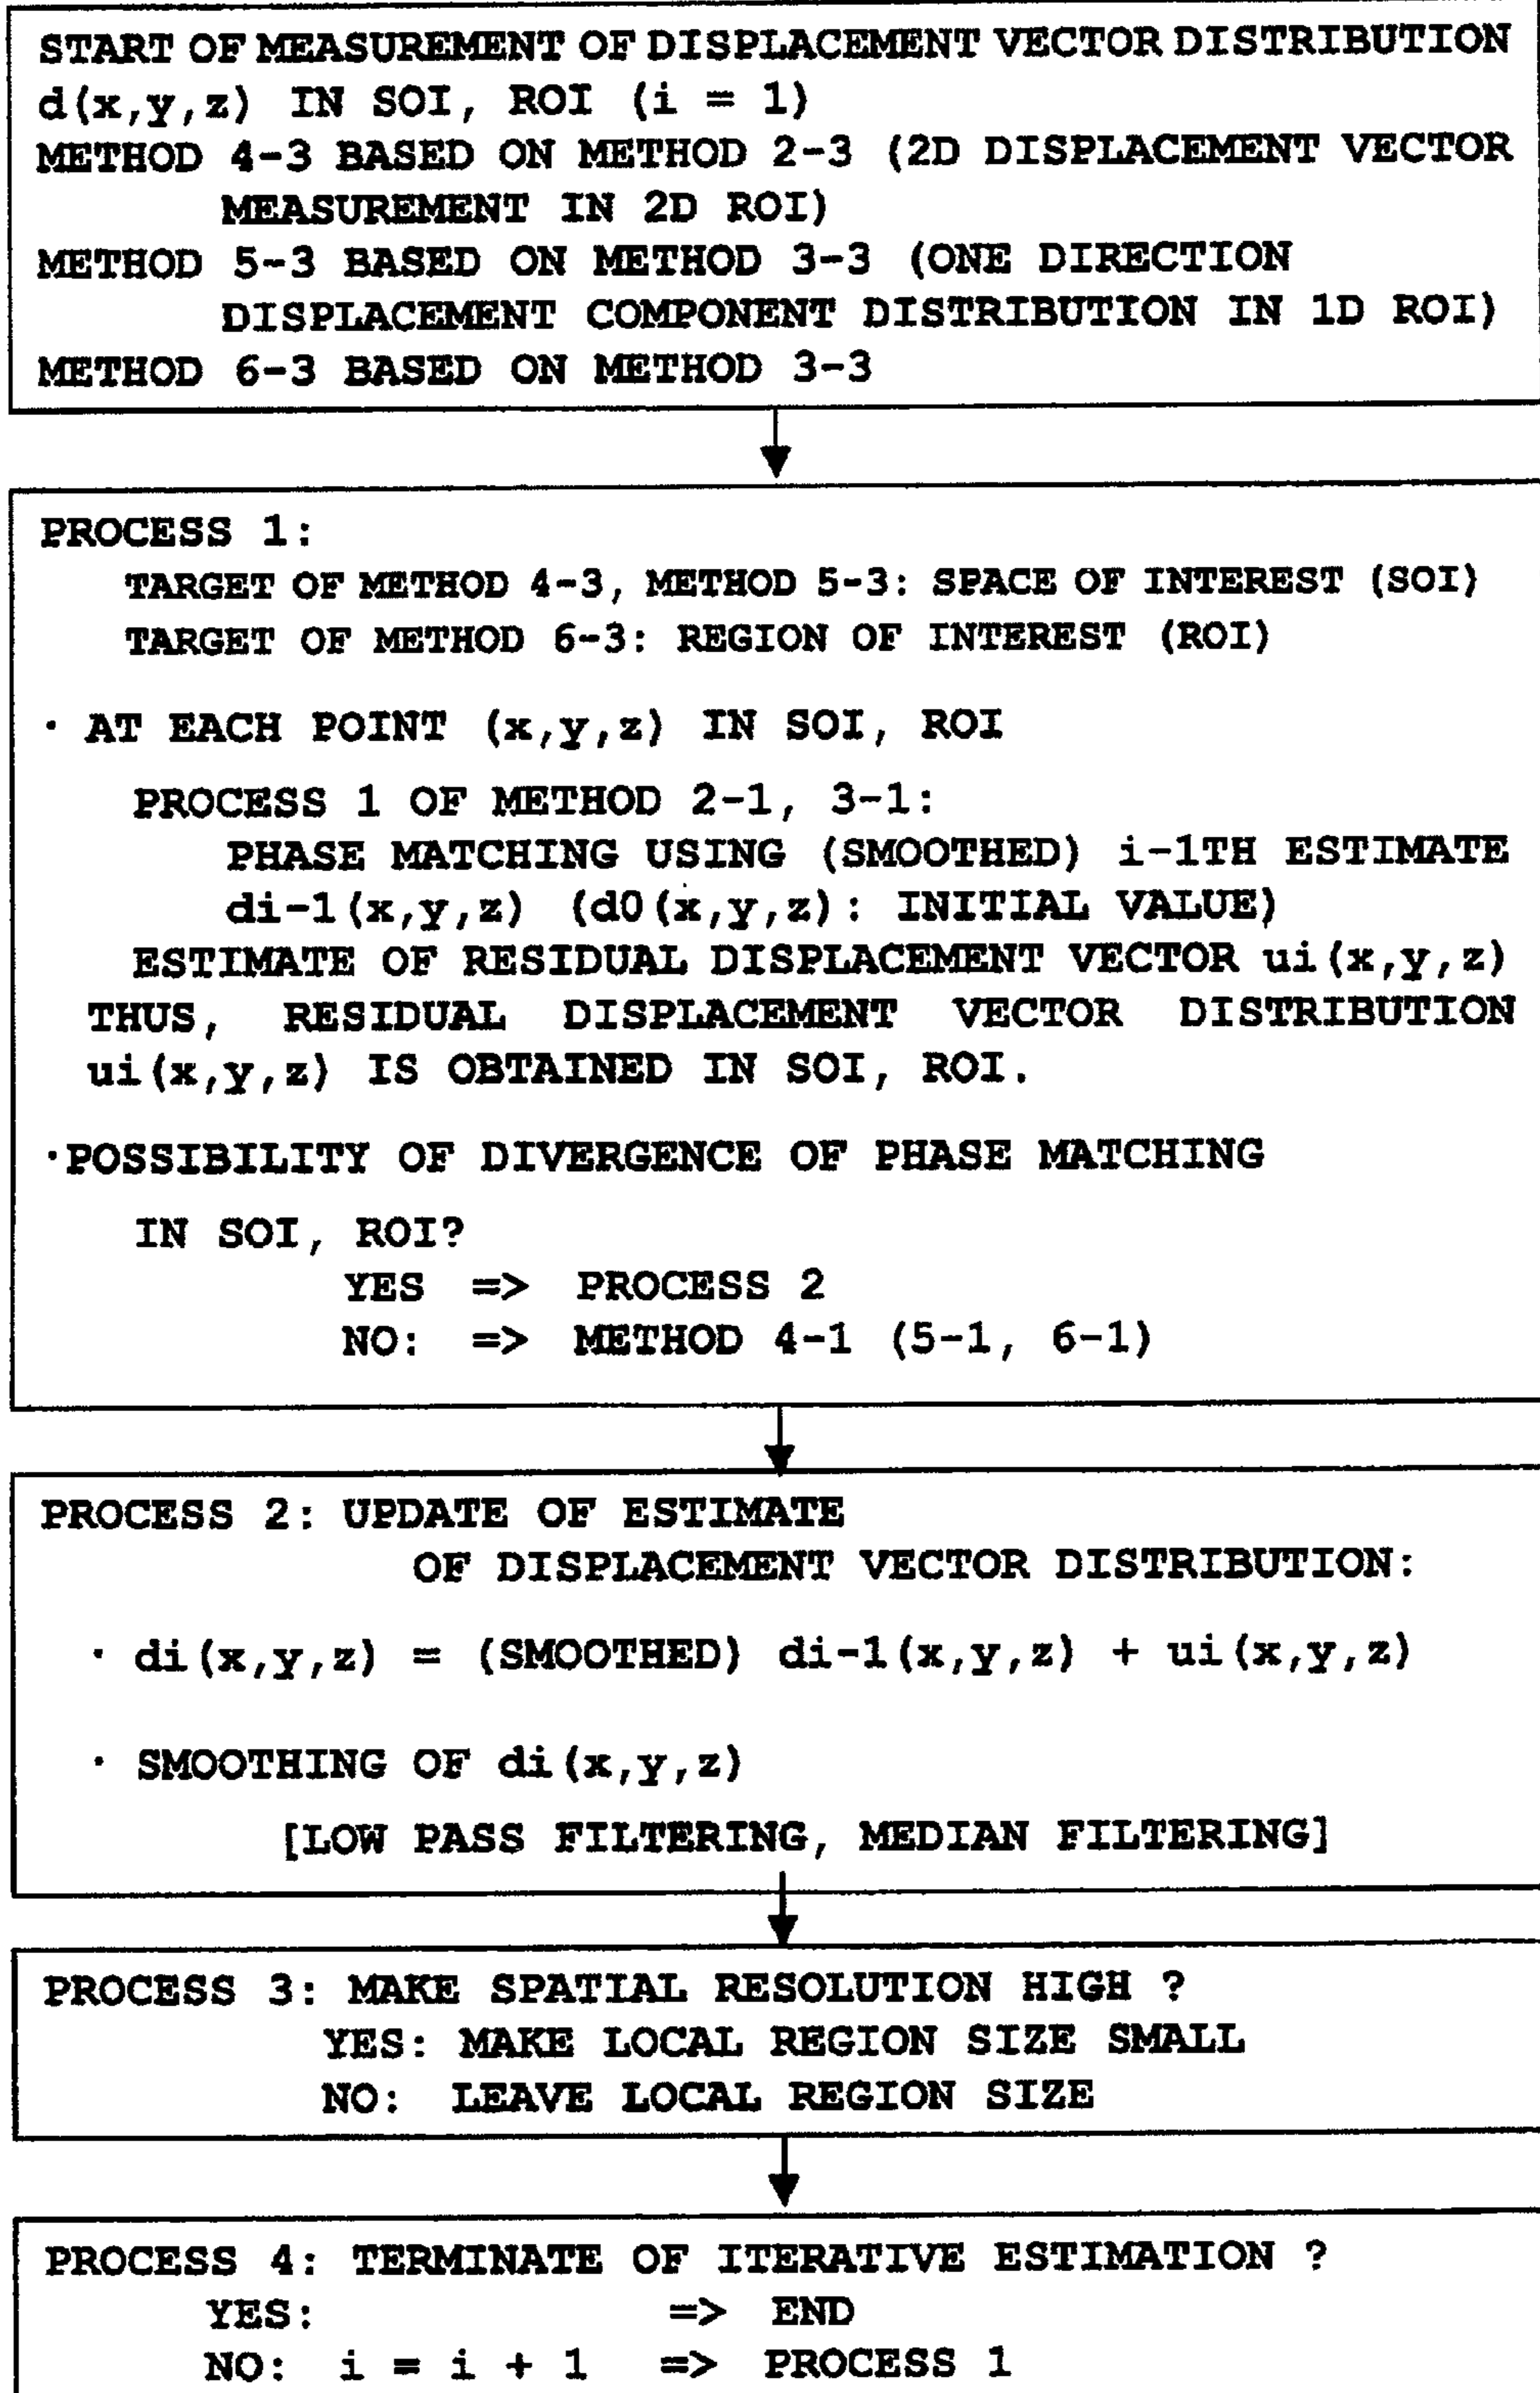 START OF MEASUREMENT OF DISPLACEMENT VECTOR DISTRIBUTION
d(x,y,z) IN SOI, ROI (i = 1)
METHOD 4-3 BASED ON METHOD 2-3 (2D DISPLACEMENT VECTOR
MEASUREMENT IN 2D ROI)
METHOD 5-3 BASED ON METHOD 3-3 (ONE DIRECTION
DISPLACEMENT COMPONENT DISTRIBUTION IN 1D ROI)
METHOD 6-3 BASED ON METHOD 3-3
PROCESS 1:
TARGET OF METHOD 4-3, METHOD 5-3: SPACE OF INTEREST (SOI)
TARGET OF METHOD 6-3: REGION OF INTEREST (ROI)
· AT EACH POINT (x,y,z) IN SOI, ROI
PROCESS 1 OF METHOD 2-1, 3-1:
PHASE MATCHING USING (SMOOTHED) i-1TH ESTIMATE
di-1(x,y,z) (d0(x,y,z): INITIAL VALUE)
ESTIMATE OF RESIDUAL DISPLACEMENT VECTOR ui(x,y,z)
THUS, RESIDUAL DISPLACEMENT VECTOR DISTRIBUTION
ui(x,y,z) IS OBTAINED IN SOI, ROI.
·POSSIBILITY OF DIVERGENCE OF PHASE MATCHING
IN SOI, ROI?
YES => PROCESS 2
NO: => METHOD 4-1 (5-1, 6-1)
PROCESS 2: UPDATE OF ESTIMATE
OF DISPLACEMENT VECTOR DISTRIBUTION:
· di(x,y,z) = (SMOOTHED) di-1(x,y,z) + ui(x,y,z)
· SMOOTHING OF di(x,y,z)
[LOW PASS FILTERING, MEDIAN FILTERING]
PROCESS 3: MAKE SPATIAL RESOLUTION HIGH ?
YES: MAKE LOCAL REGION SIZE SMALL
NO: LEAVE LOCAL REGION SIZE
PROCESS 4: TERMINATE OF ITERATIVE ESTIMATION ?
YES: => END
NO: i = i + 1 => PROCESS 1